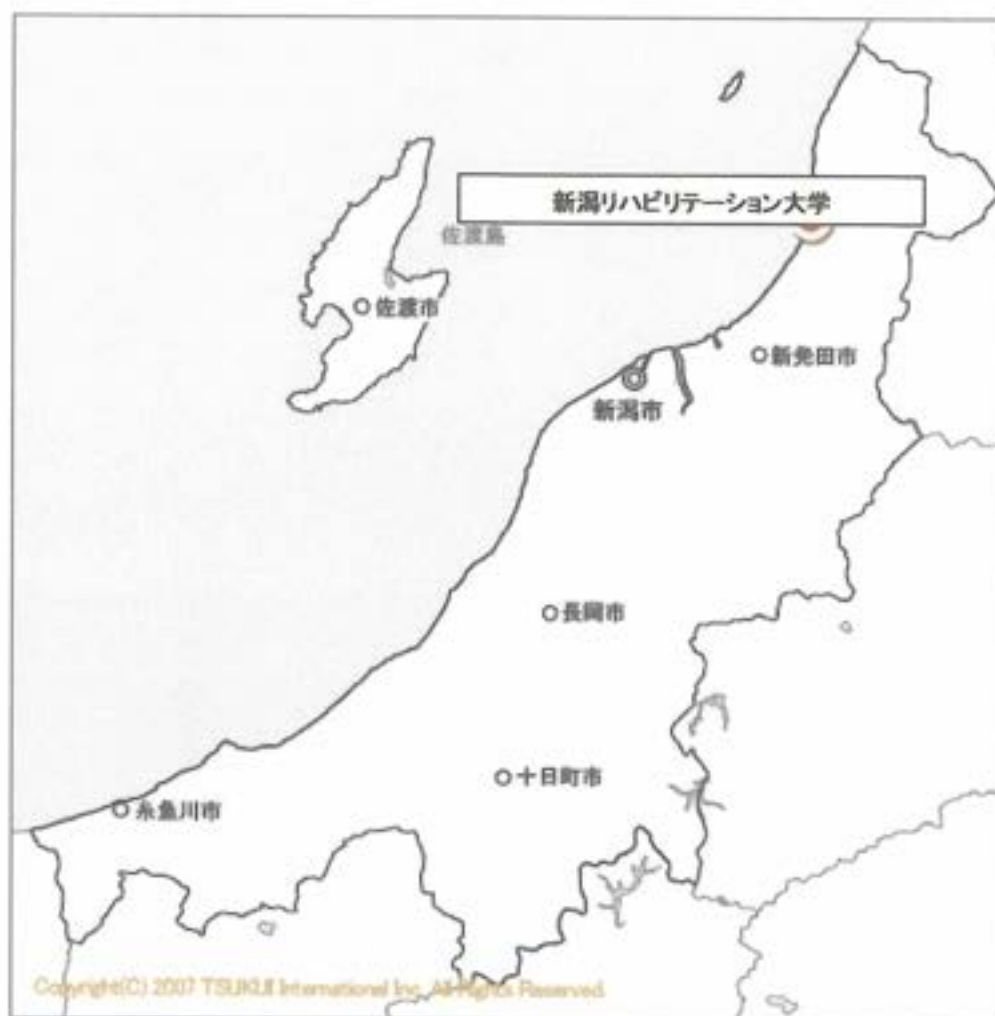 新潟リハビリテーション大学
佐渡島
佐渡市
新発田市
新潟市
長岡市
十日町市
糸魚川市
Copyright(C) 2007 TSUKUI International Inc. All Rights Reserved.